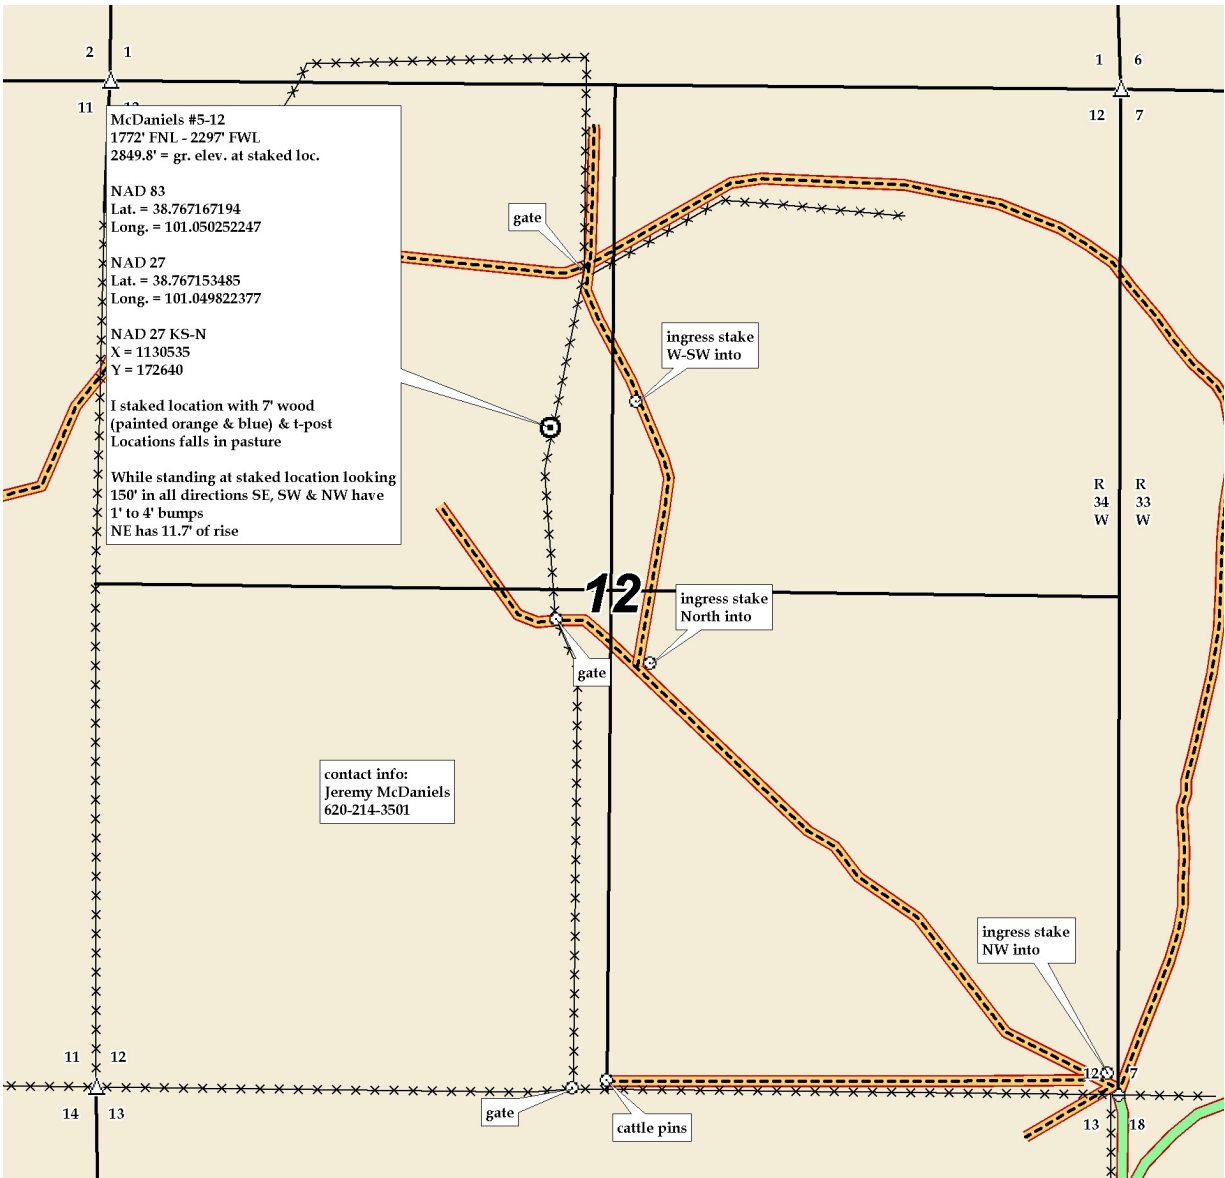 2 1
1 6
11
12 7
McDaniels #5-12
1772' FNL - 2297' FWL
2849.8' = gr. elev. at staked loc.
NAD 83
Lat. = 38.767167194
Long. = 101.050252247
NAD 27
Lat. = 38.767153485
Long. = 101.049822377
NAD 27 KS-N
X = 1130535
Y = 172640
I staked location with 7' wood
(painted orange & blue) & t-post
Locations falls in pasture
While standing at staked location looking
150' in all directions SE, SW & NW have
1' to 4' bumps
NE has 11.7' of rise
gate
ingress stake
W-SW into
R R
34 33
W W
12
ingress stake
North into
gate
contact info:
Jeremy McDaniels
620-214-3501
ingress stake
NW into
11 12
12 7
14 13
gate
cattle pins
13 18